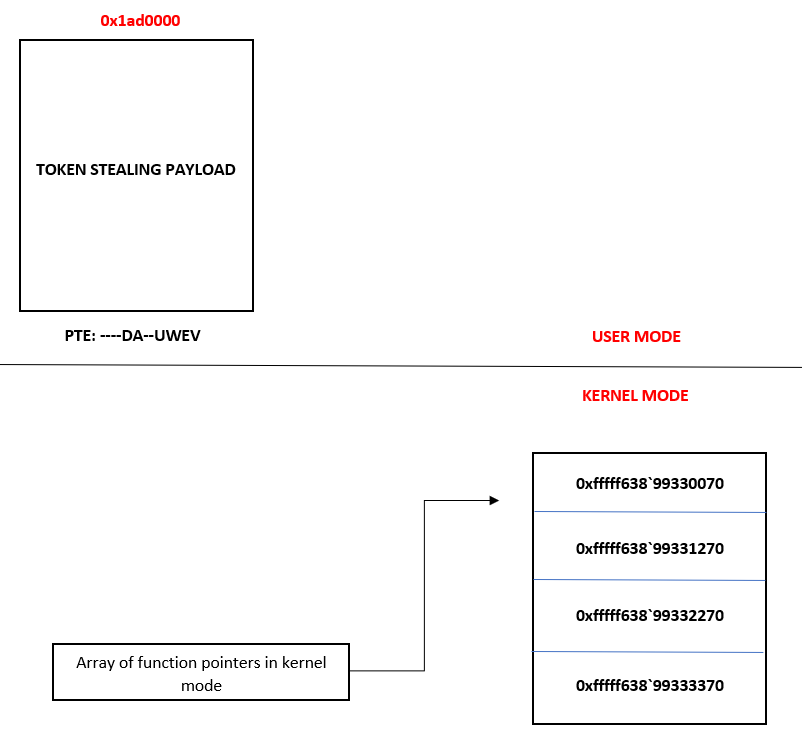 0x1ad0000
TOKEN STEALING PAYLOAD
PTE: ----DA--UWEV
USER MODE
KERNEL MODE
0xfffff638`99330070
0xfffff638`99331270
0xfffff638`99332270
0xfffff638`99333370
Array of function pointers in kernel
mode